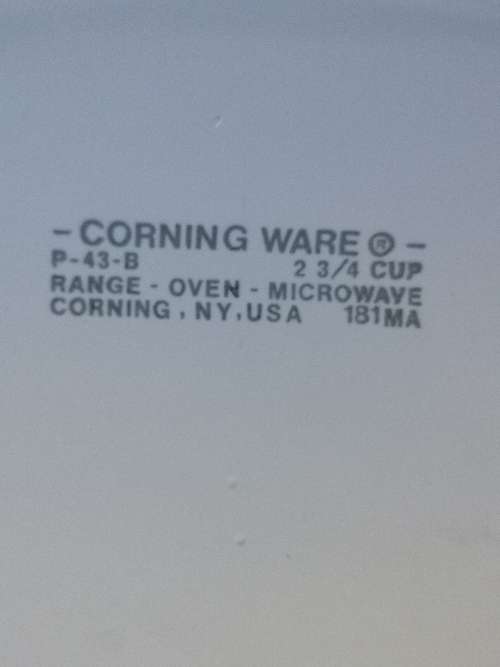 - CORNING WARE ® -
P-43-B 2 3/4 CUP
RANGE - OVEN - MICROWAVE
CORNING, NY, USA 181MA